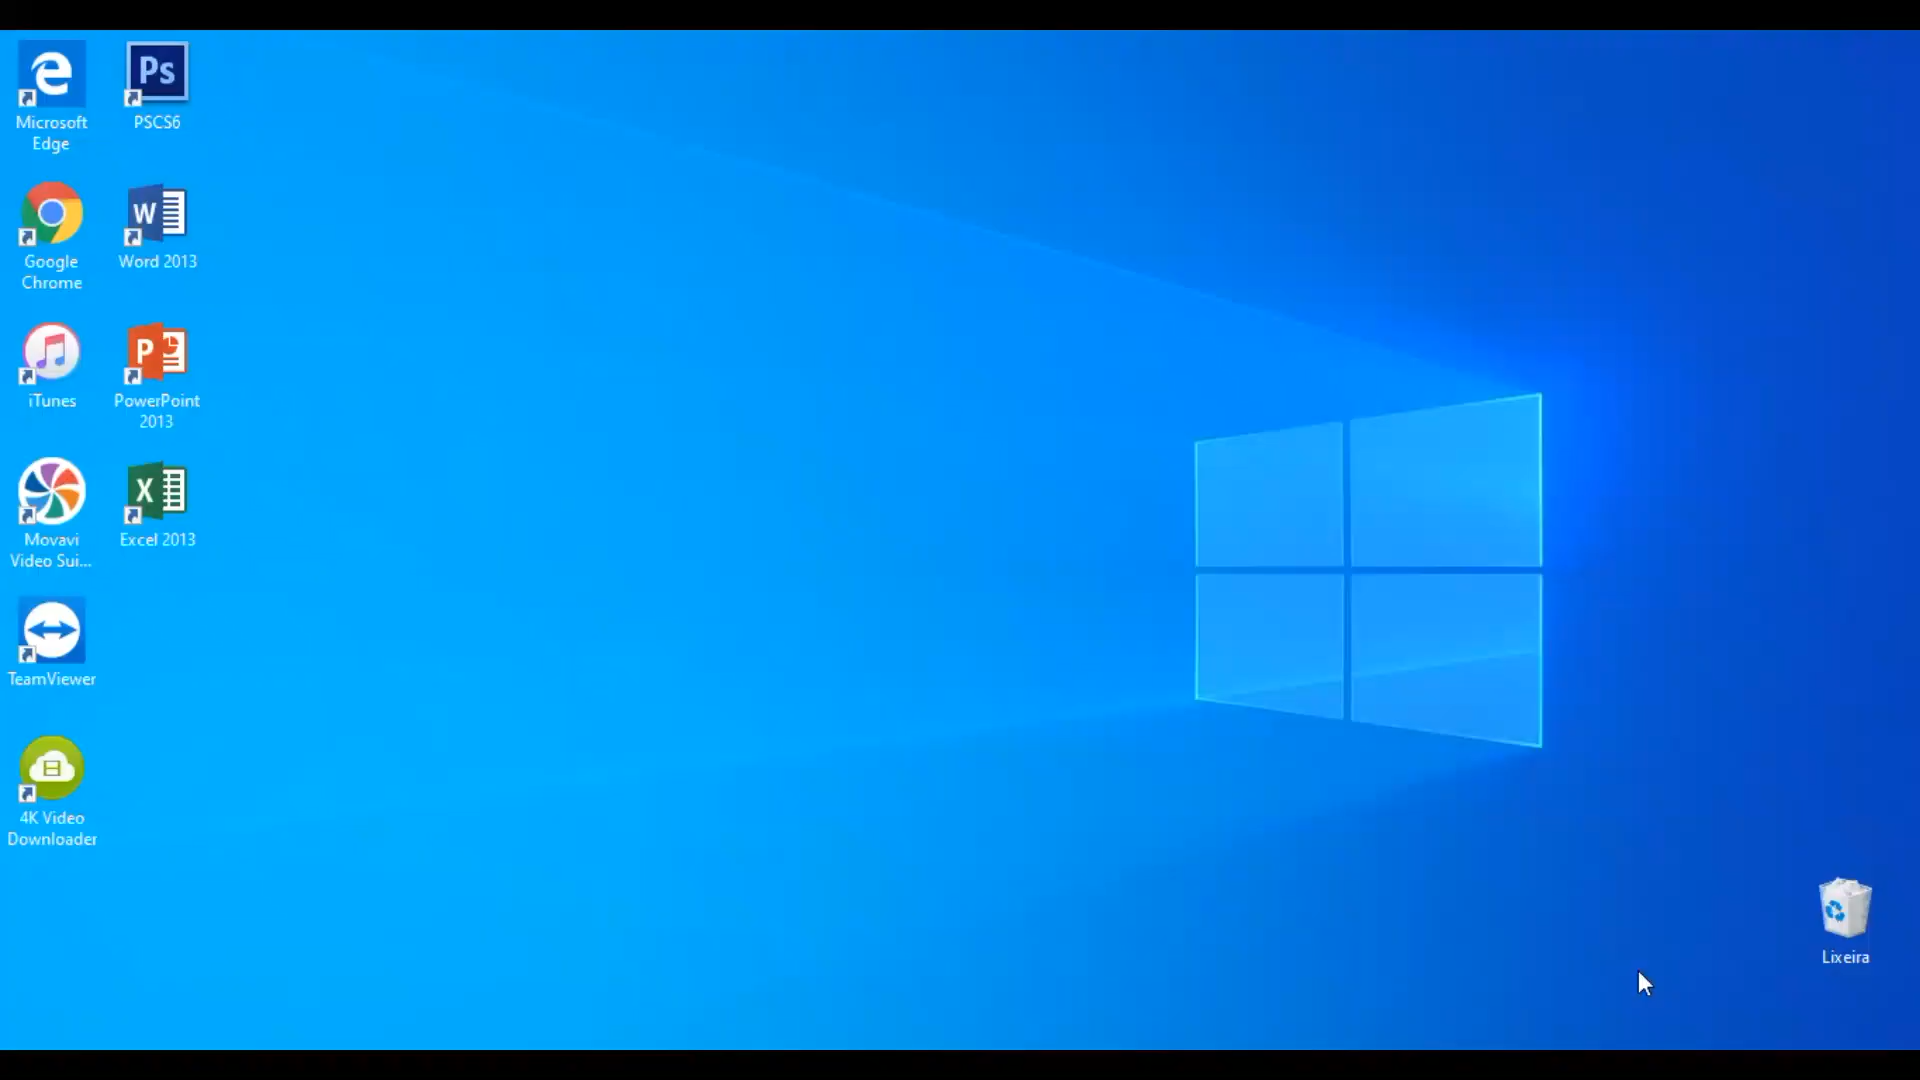 Microsoft
Edge
Ps
PSCS6
Google
Chrome
W
Word 2013
iTunes
P
PowerPoint
2013
Movavi
Video Sui...
X
Excel 2013
TeamViewer
4K Video
Downloader
Lixeira